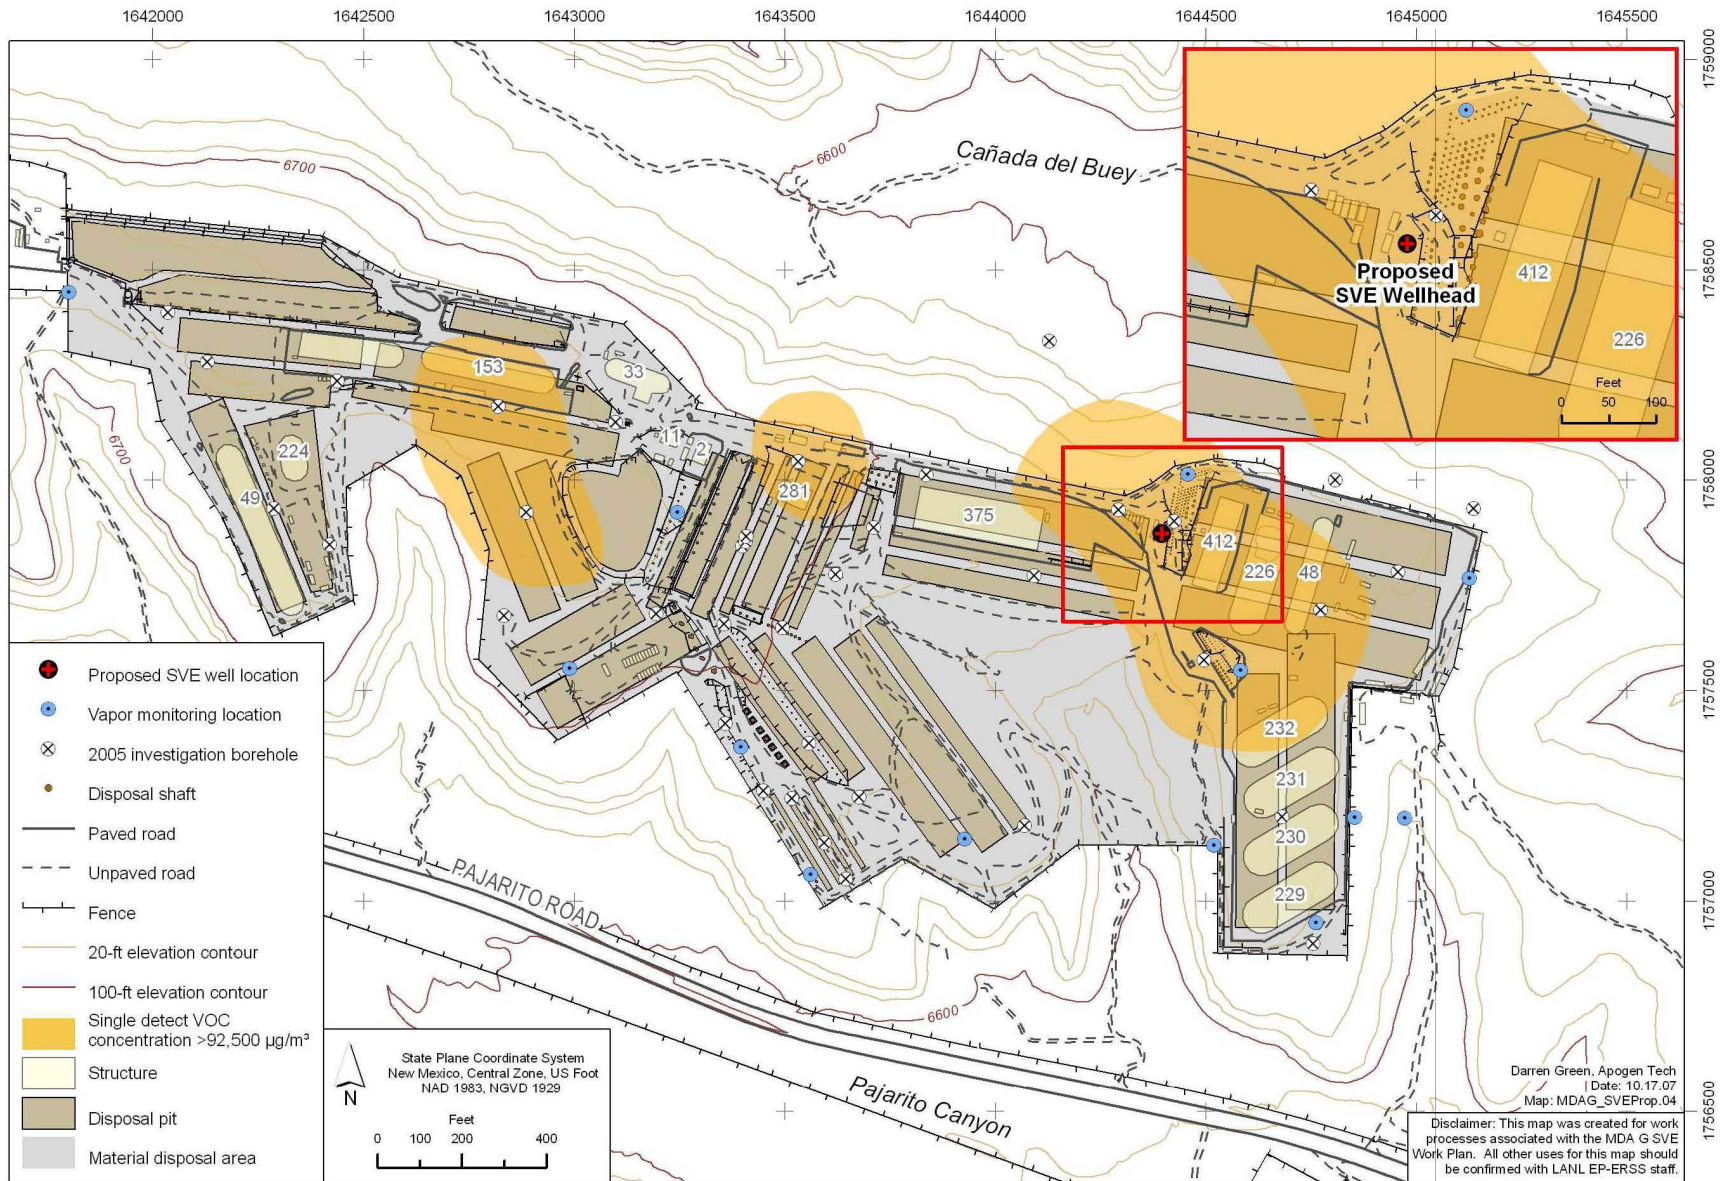 1642000
1642500
1643000
1643500
1644000
1644500
1645000
1645500
1759000
1758500
1758000
1757500
1757000
1756500
Cañada del Buey
6600
6700
6700
Proposed
SVE Wellhead
412
226
Feet
0 50 100
94
153
33
11
2
224
49
281
375
412
226
48
232
231
230
229
PAJARITO ROAD
6600
Pajarito Canyon
Proposed SVE well location
Vapor monitoring location
2005 investigation borehole
Disposal shaft
Paved road
Unpaved road
Fence
20-ft elevation contour
100-ft elevation contour
Single detect VOC
concentration >92,500 µg/m³
Structure
Disposal pit
Material disposal area
N
State Plane Coordinate System
New Mexico, Central Zone, US Foot
NAD 1983, NGVD 1929
Feet
0 100 200 400
Darren Green, Apogen Tech
Date: 10.17.07
Map: MDAG_SVEProp.04
Disclaimer: This map was created for work
processes associated with the MDA G SVE
Work Plan. All other uses for this map should
be confirmed with LANL EP-ERSS staff.